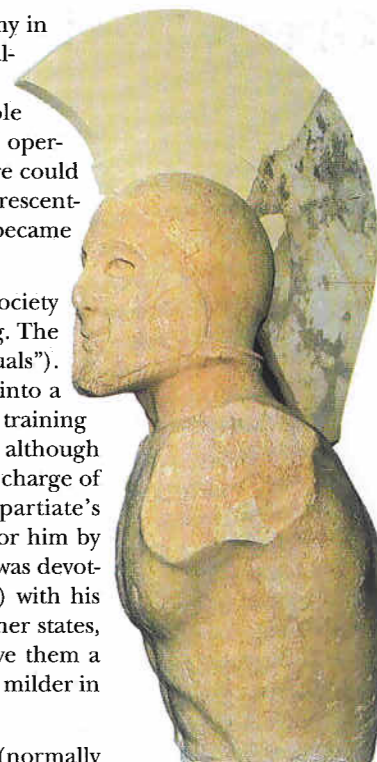 ny in
al-
ole
oper-
re could
rescent-
became
ociety
g. The
uals").
into a
training
although
charge of
partiate's
or him by
was devot-
) with his
her states,
ve them a
milder in
(normally